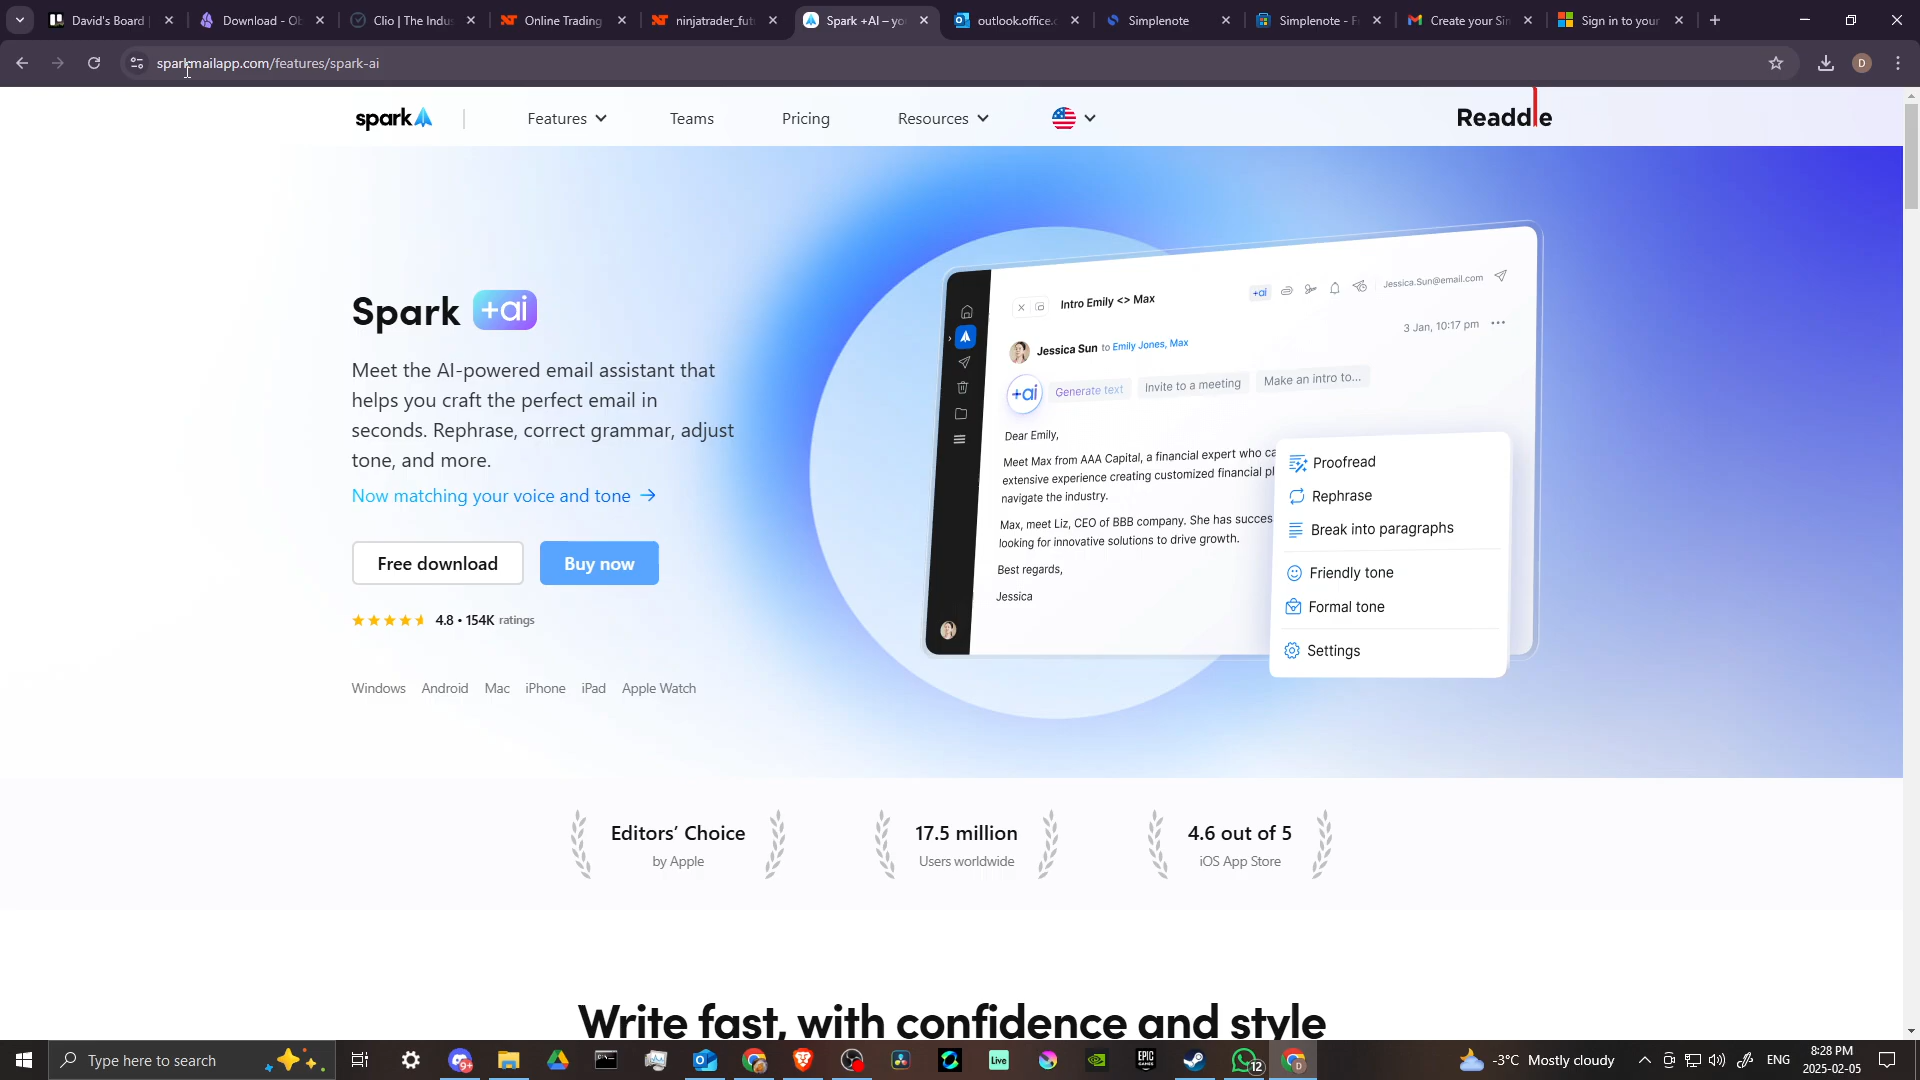 David's Board
Download - Ob
Clio | The Indus
Online Trading
ninjatrader_futu
Spark +AI – yo
outlook.office.c
Simplenote
Simplenote - Fr
Create your Sim
Sign in to your
sparkmailapp.com/features/spark-ai
D
spark
Features
Teams
Pricing
Resources
Readdle
Spark +ai
Meet the AI-powered email assistant that
helps you craft the perfect email in
seconds. Rephrase, correct grammar, adjust
tone, and more.
Now matching your voice and tone →
Free download
Buy now
4.8 • 154K ratings
Windows Android Mac iPhone iPad Apple Watch
Intro Emily <> Max
+ai
Jessica.Sun@email.com
3 Jan, 10:17 pm
Jessica Sun to Emily Jones, Max
+ai Generate text Invite to a meeting Make an intro to...
Dear Emily,
Meet Max from AAA Capital, a financial expert who ca
extensive experience creating customized financial pl
navigate the industry.
Max, meet Liz, CEO of BBB company. She has succes
looking for innovative solutions to drive growth.
Best regards,
Jessica
Proofread
Rephrase
Break into paragraphs
Friendly tone
Formal tone
Settings
Editors' Choice
by Apple
17.5 million
Users worldwide
4.6 out of 5
iOS App Store
Write fast, with confidence and style
Type here to search
9+
Live
EPIC
GAMES
12
D
-3°C Mostly cloudy
ENG
8:28 PM
2025-02-05